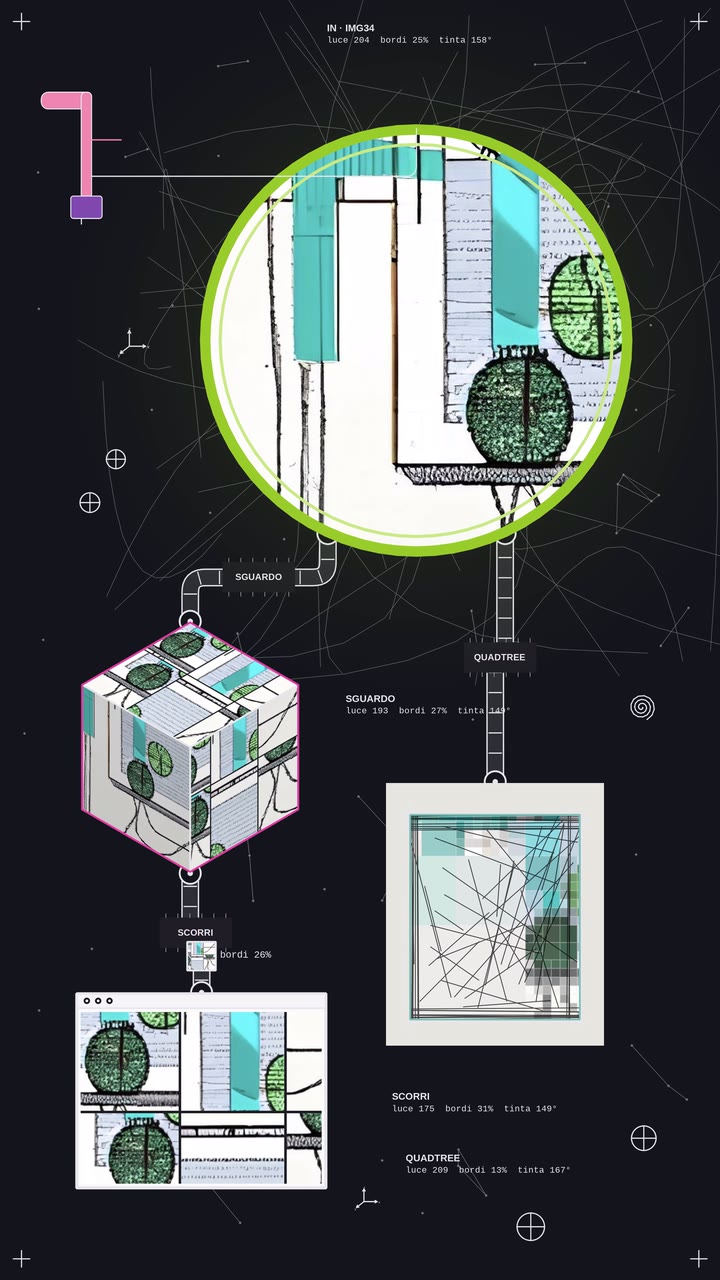 IN · IMG34
luce 204 bordi 25% tinta 158°
SGUARDO
QUADTREE
SGUARDO
luce 193 bordi 27% tinta 149°
SCORRI
bordi 26%
SCORRI
luce 175 bordi 31% tinta 149°
QUADTREE
luce 209 bordi 13% tinta 167°